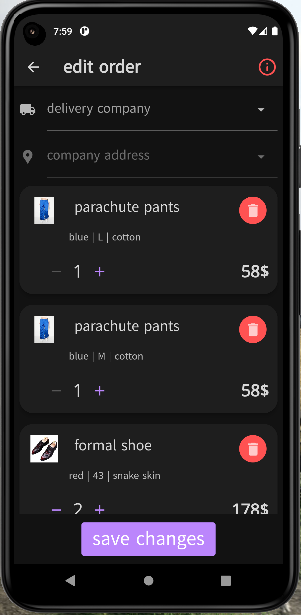 7:59
edit order
delivery company
company address
parachute pants
blue | L | cotton
− 1 +
58$
parachute pants
blue | M | cotton
− 1 +
58$
formal shoe
red | 43 | snake skin
− 2 +
178$
save changes